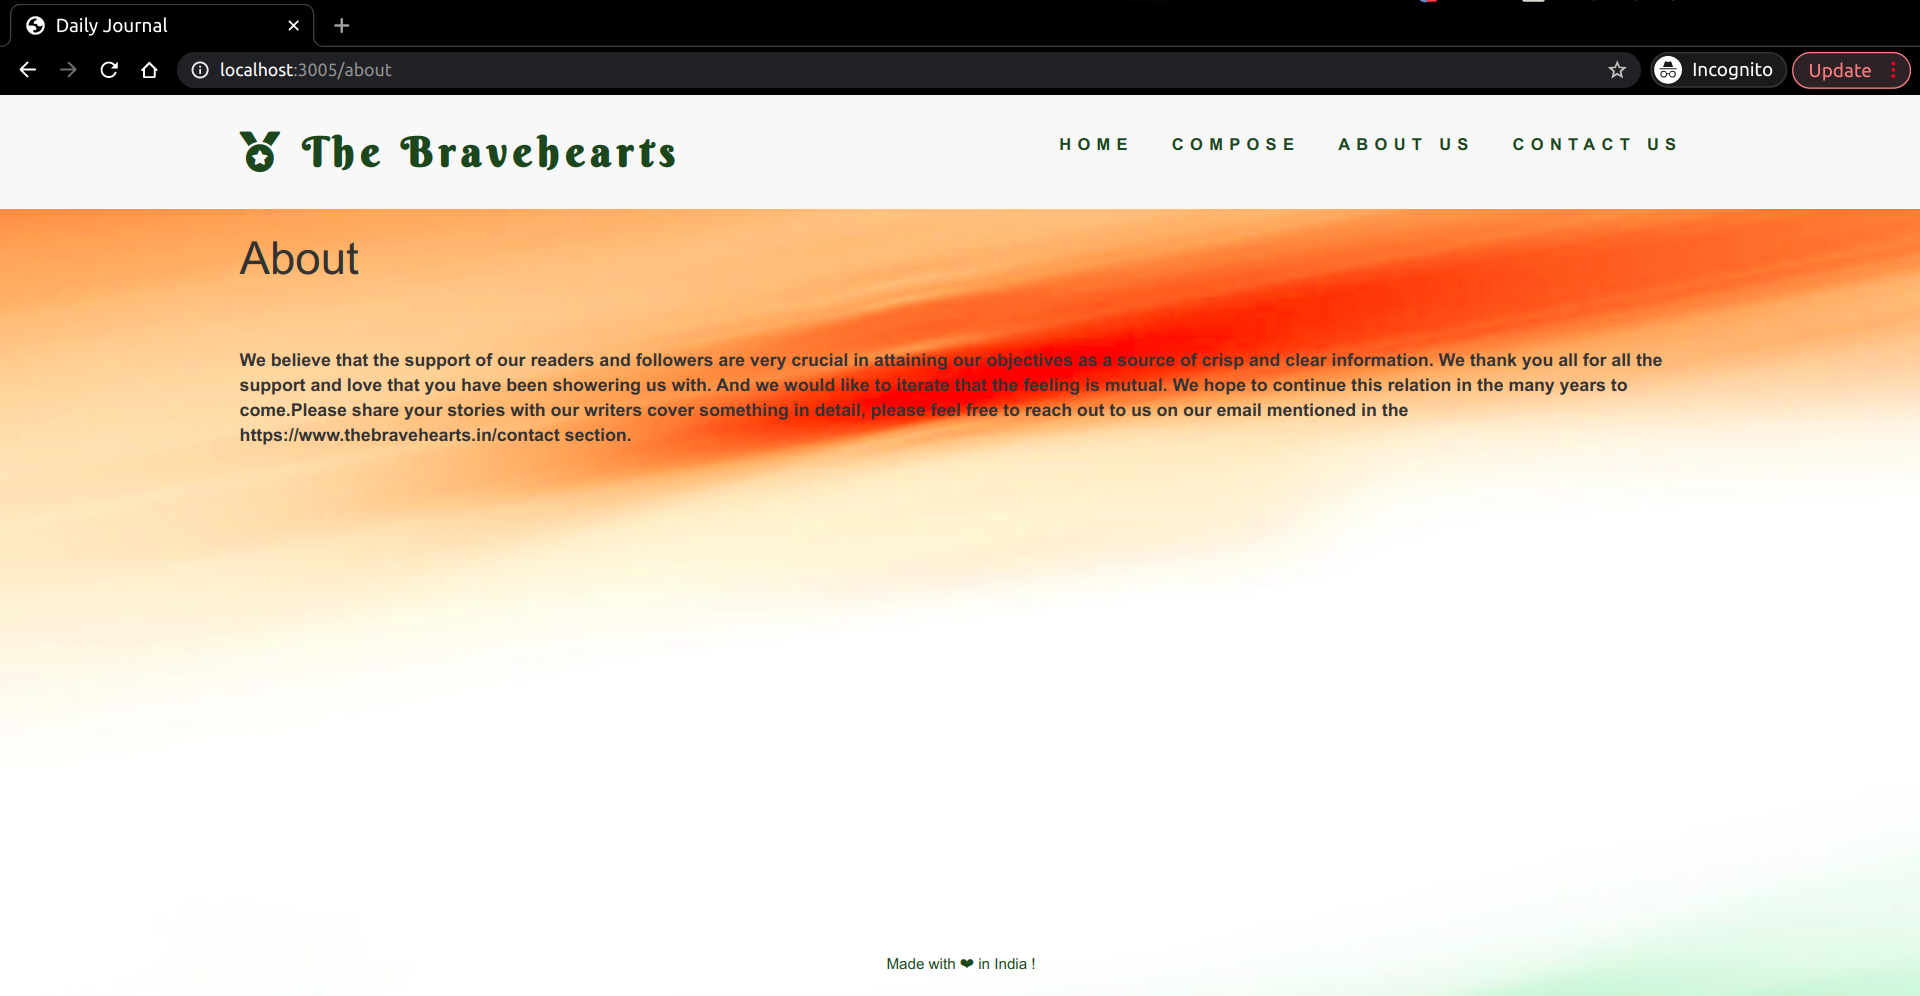 Daily Journal
localhost:3005/about
Incognito
Update
The Bravehearts
HOME COMPOSE ABOUT US CONTACT US
About
We believe that the support of our readers and followers are very crucial in attaining our objectives as a source of crisp and clear information. We thank you all for all the
support and love that you have been showering us with. And we would like to iterate that the feeling is mutual. We hope to continue this relation in the many years to
come.Please share your stories with our writers cover something in detail, please feel free to reach out to us on our email mentioned in the
https://www.thebravehearts.in/contact section.
Made with ❤ in India !